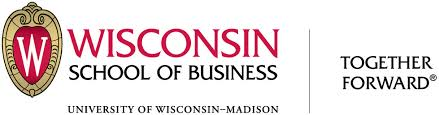 W
WISCONSIN
SCHOOL OF BUSINESS
UNIVERSITY OF WISCONSIN–MADISON
TOGETHER
FORWARD®